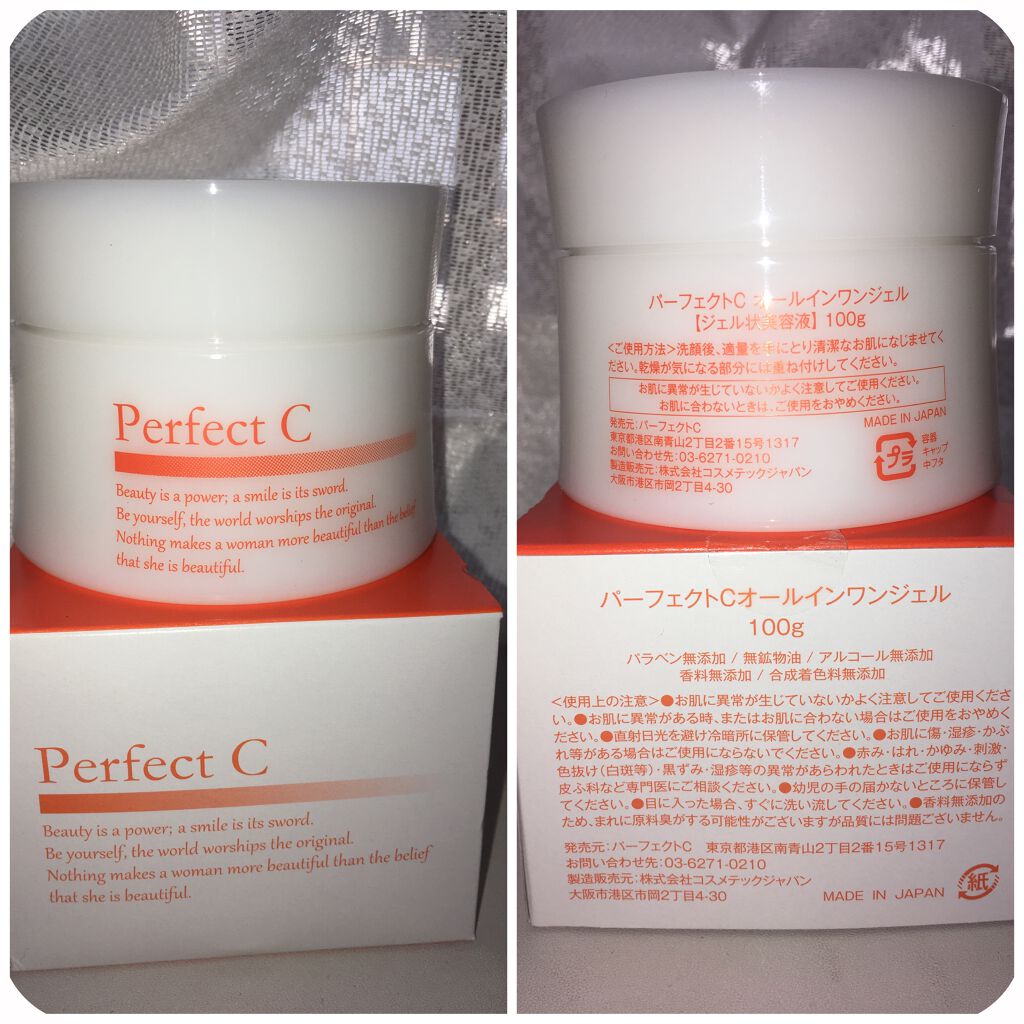 Perfect C
Beauty is a power; a smile is its sword.
Be yourself, the world worships the original.
Nothing makes a woman more beautiful than the belief
that she is beautiful.
Perfect C
Beauty is a power; a smile is its sword.
Be yourself, the world worships the original.
Nothing makes a woman more beautiful than the belief
that she is beautiful.
パーフェクトC オールインワンジェル
【ジェル状美容液】 100g
<ご使用方法>洗顔後、適量を手にとり清潔なお肌になじませてく
ださい。乾燥が気になる部分には重ね付けしてください。
お肌に異常が生じていないかよく注意してご使用ください。
お肌に合わないときは、ご使用をおやめください。
発売元：パーフェクトC
東京都港区南青山2丁目2番15号1317
お問い合わせ先：03-6271-0210
製造販売元：株式会社コスメテックジャパン
大阪市港区市岡2丁目4-30
MADE IN JAPAN
プラ
容器
キャップ
中フタ
パーフェクトCオールインワンジェル
100g
パラベン無添加 / 無鉱物油 / アルコール無添加
香料無添加 / 合成着色料無添加
<使用上の注意>●お肌に異常が生じていないかよく注意してご使用くださ
い。●お肌に異常がある時、またはお肌に合わない場合はご使用をおやめく
ださい。●直射日光を避け冷暗所に保管してください。●お肌に傷・湿疹・かぶ
れ等がある場合はご使用にならないでください。●赤み・はれ・かゆみ・刺激・
色抜け(白斑等)・黒ずみ・湿疹等の異常があらわれたときはご使用にならず
皮ふ科など専門医にご相談ください。●幼児の手の届かないところに保管し
てください。●目に入った場合、すぐに洗い流してください。●香料無添加の
ため、まれに原料臭がする可能性がございますが品質には問題ございません。
発売元：パーフェクトC 東京都港区南青山2丁目2番15号1317
お問い合わせ先：03-6271-0210
製造販売元：株式会社コスメテックジャパン
大阪市港区市岡2丁目4-30
MADE IN JAPAN
紙